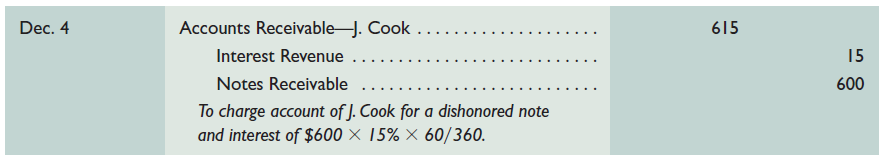 Dec. 4 Accounts Receivable—J. Cook . . . . . . . . . . . . . . . . . . . . 615
Interest Revenue . . . . . . . . . . . . . . . . . . . . . . . . . . . 15
Notes Receivable . . . . . . . . . . . . . . . . . . . . . . . . . . 600
To charge account of J. Cook for a dishonored note
and interest of $600 × 15% × 60/360.